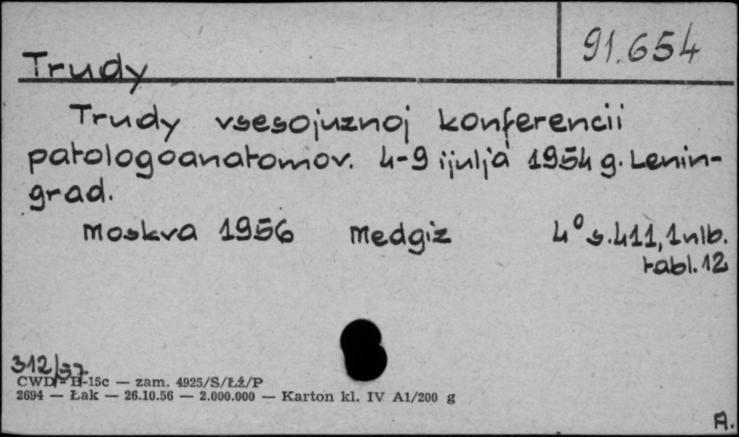 91.654
Trudy
Trudy vsesojuznoj konferencii
patologoanatomov. 4-9 ijulja 1954 g. Lenin-
grad.
Moskva 1956 Medgiz 4° s. 411, 1 nlb.
tabl. 12
312/57
CWD - H-15c — zam. 4925/S/Łź/P
2694 — Łak — 26.10.56 — 2.000.000 — Karton kl. IV A1/200 g
A.